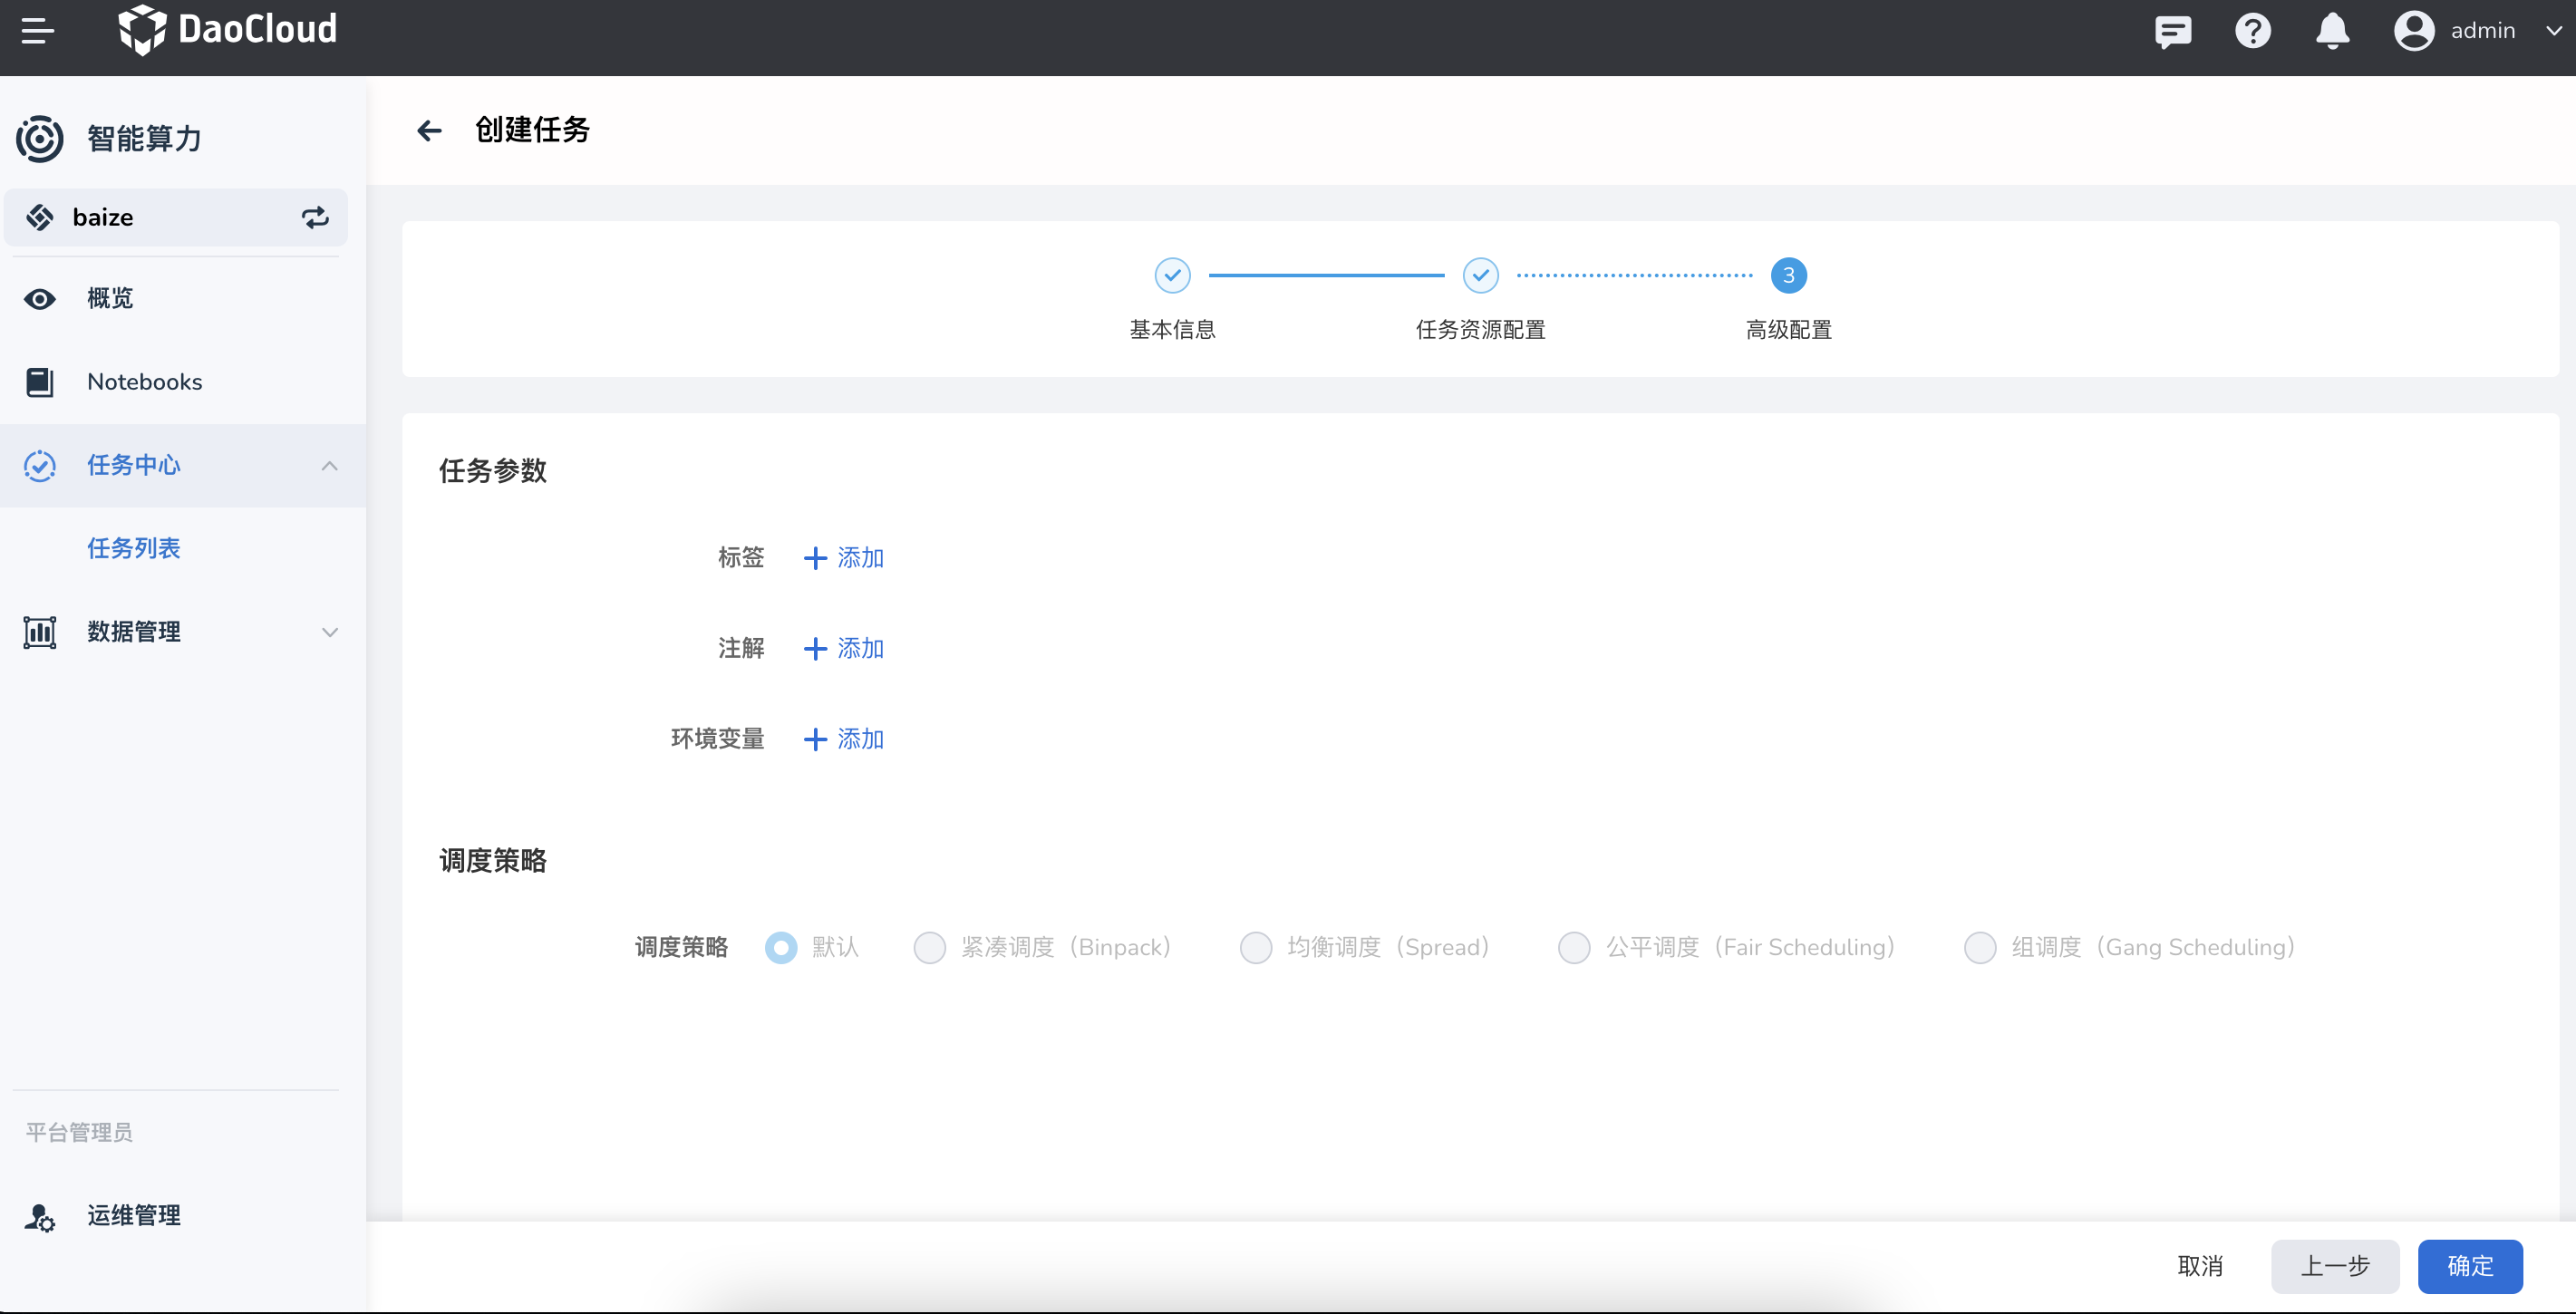 DaoCloud
admin
智能算力
baize
概览
Notebooks
任务中心
任务列表
数据管理
平台管理员
运维管理
创建任务
3
基本信息
任务资源配置
高级配置
任务参数
标签 添加
注解 添加
环境变量 添加
调度策略
调度策略 默认 紧凑调度（Binpack） 均衡调度（Spread） 公平调度（Fair Scheduling） 组调度（Gang Scheduling）
取消 上一步 确定